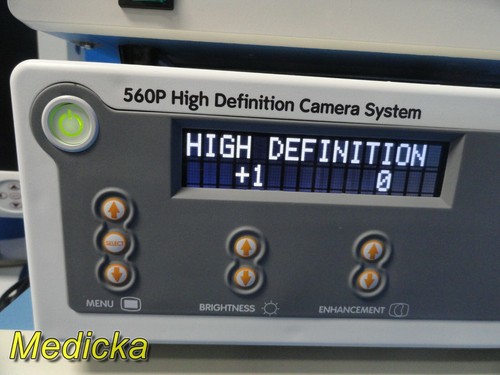 560P High Definition Camera System
HIGH DEFINITION
+1 0
SELECT
MENU BRIGHTNESS ENHANCEMENT
Medicka